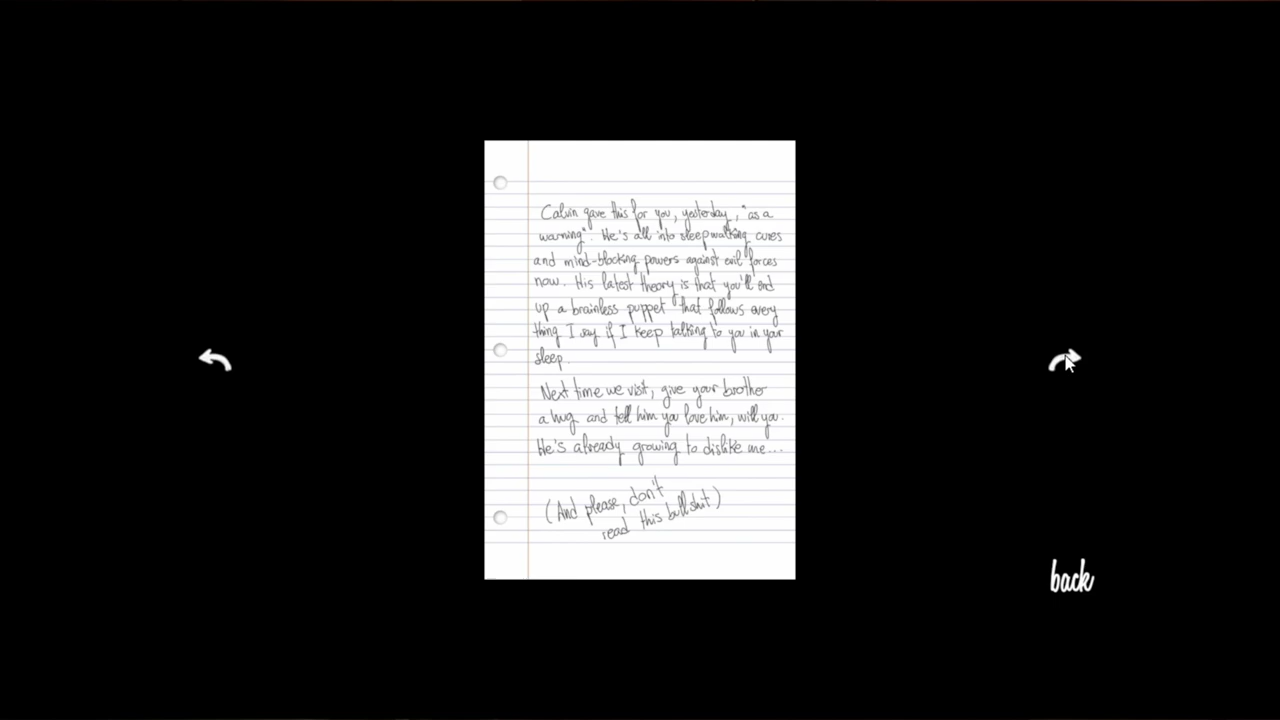 Calvin gave this for you, yesterday, "as a
warning". He's all into sleepwalking cures
and mind-blocking powers against evil forces
now. His latest theory is that you'll end
up a brainless puppet that follows every
thing I say if I keep talking to you in your
sleep.
Next time we visit, give your brother
a hug and tell him you love him, will you.
He's already growing to dislike me...
(And please, don't
read this bullshit)
back